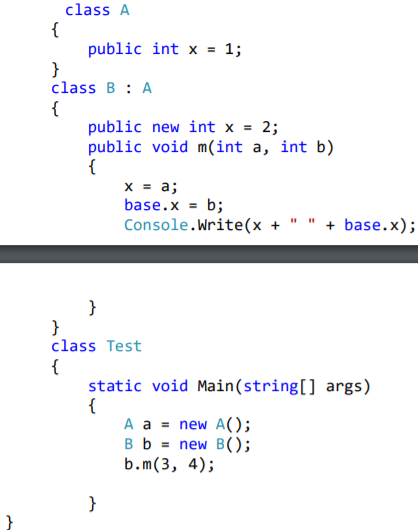 class A
{
public int x = 1;
}
class B : A
{
public new int x = 2;
public void m(int a, int b)
{
x = a;
base.x = b;
Console.Write(x + " " + base.x);
}
}
class Test
{
static void Main(string[] args)
{
A a = new A();
B b = new B();
b.m(3, 4);
}
}